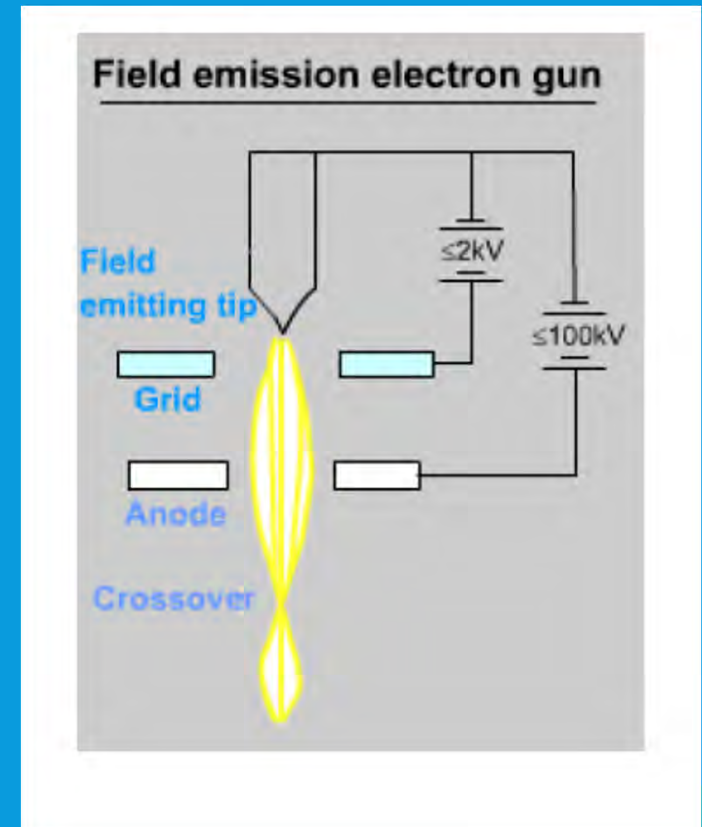 Field emission electron gun
≤2kV
Field
emitting tip
≤100kV
Grid
Anode
Crossover